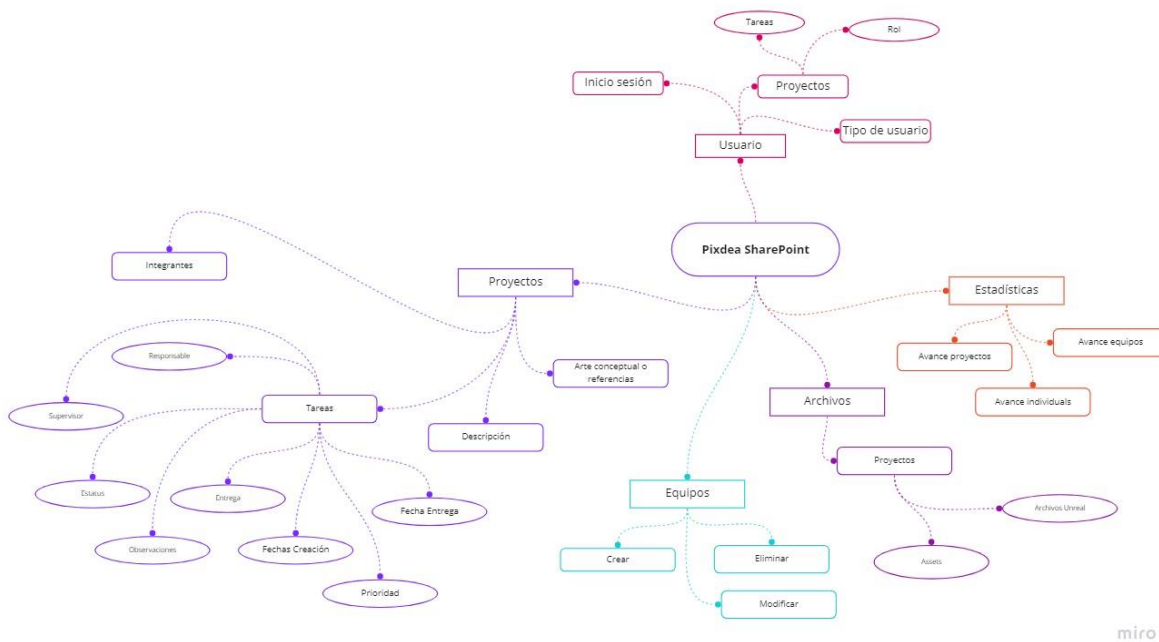 Tareas
Rol
Inicio sesión
Proyectos
Tipo de usuario
Usuario
Pixdea SharePoint
Integrantes
Proyectos
Estadísticas
Responsable
Arte conceptual o
referencias
Avance proyectos
Avance equipos
Supervisor
Tareas
Descripción
Archivos
Avance individuals
Proyectos
Estatus
Entrega
Fecha Entrega
Equipos
Archivos Unreal
Observaciones
Fechas Creación
Crear
Eliminar
Assets
Prioridad
Modificar
miro